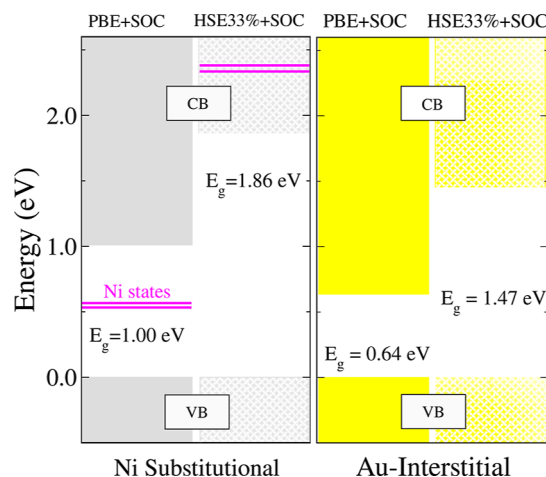 PBE+SOC HSE33%+SOC PBE+SOC HSE33%+SOC
Energy (eV)
2.0
1.0
0.0
CB
E_g=1.86 eV
Ni states
E_g=1.00 eV
VB
Ni Substitutional
CB
E_g = 1.47 eV
E_g = 0.64 eV
VB
Au-Interstitial